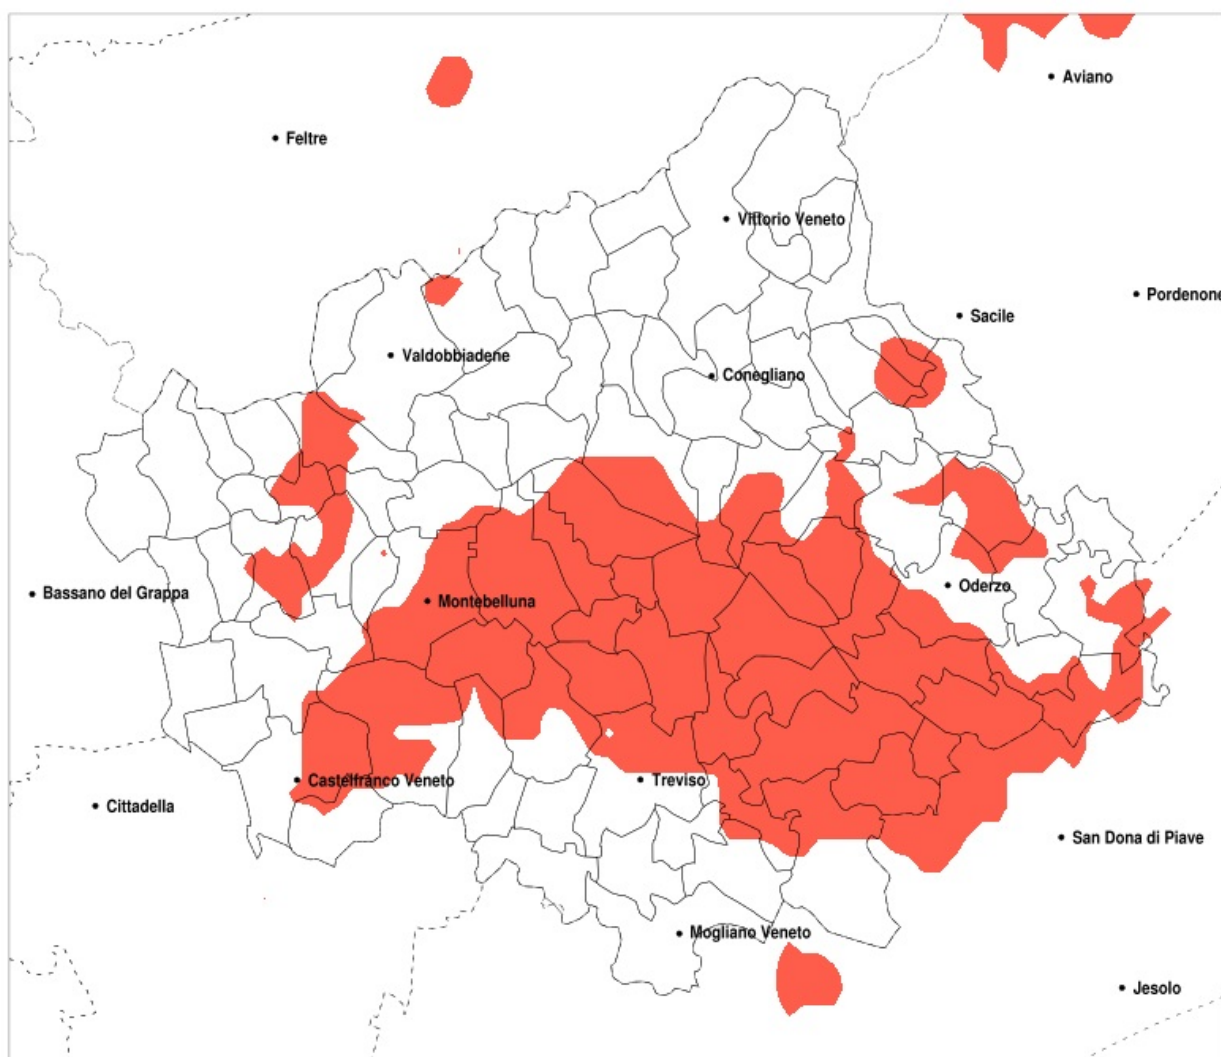 Aviano
Feltre
Vittorio Veneto
Pordenone
Sacile
Valdobbiadene
Conegliano
Oderzo
Bassano del Grappa
Montebelluna
Treviso
Castelfranco Veneto
Cittadella
San Dona di Piave
Mogliano Veneto
Jesolo